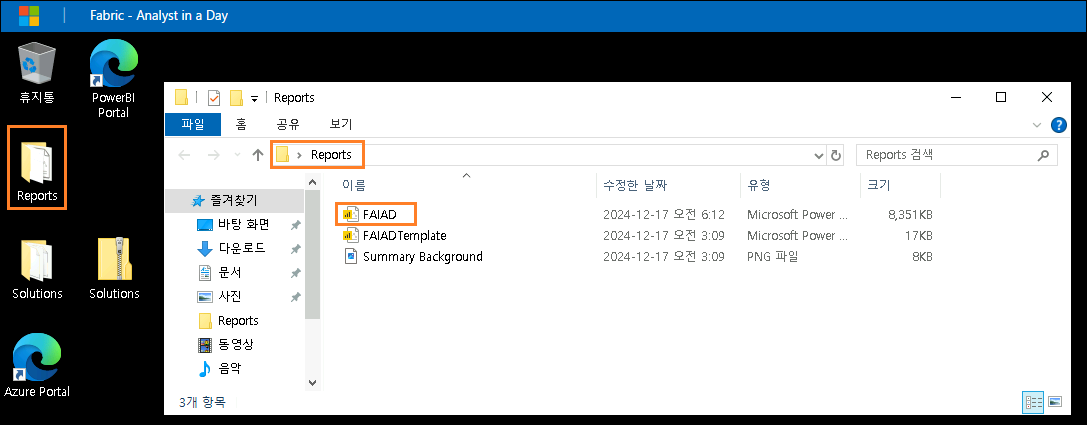 Fabric - Analyst in a Day
휴지통
PowerBI
Portal
Reports
Solutions
Solutions
Azure Portal
Reports
파일
홈
공유
보기
Reports
Reports 검색
즐겨찾기
바탕 화면
다운로드
문서
사진
Reports
동영상
음악
이름
수정한 날짜
유형
크기
FAIAD
2024-12-17 오전 6:12
Microsoft Power ...
8,351KB
FAIADTemplate
2024-12-17 오전 3:09
Microsoft Power ...
17KB
Summary Background
2024-12-17 오전 3:09
PNG 파일
8KB
3개 항목